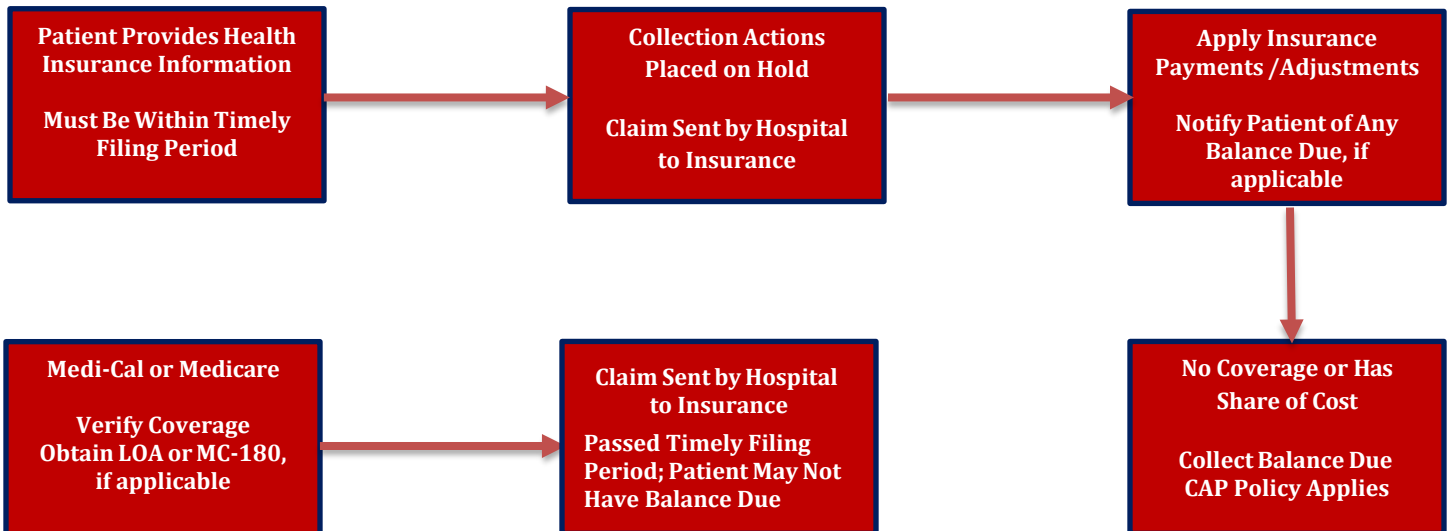 Patient Provides Health
Insurance Information
Must Be Within Timely
Filing Period
Collection Actions
Placed on Hold
Claim Sent by Hospital
to Insurance
Apply Insurance
Payments /Adjustments
Notify Patient of Any
Balance Due, if
applicable
Medi-Cal or Medicare
Verify Coverage
Obtain LOA or MC-180,
if applicable
Claim Sent by Hospital
to Insurance
Passed Timely Filing
Period; Patient May Not
Have Balance Due
No Coverage or Has
Share of Cost
Collect Balance Due
CAP Policy Applies